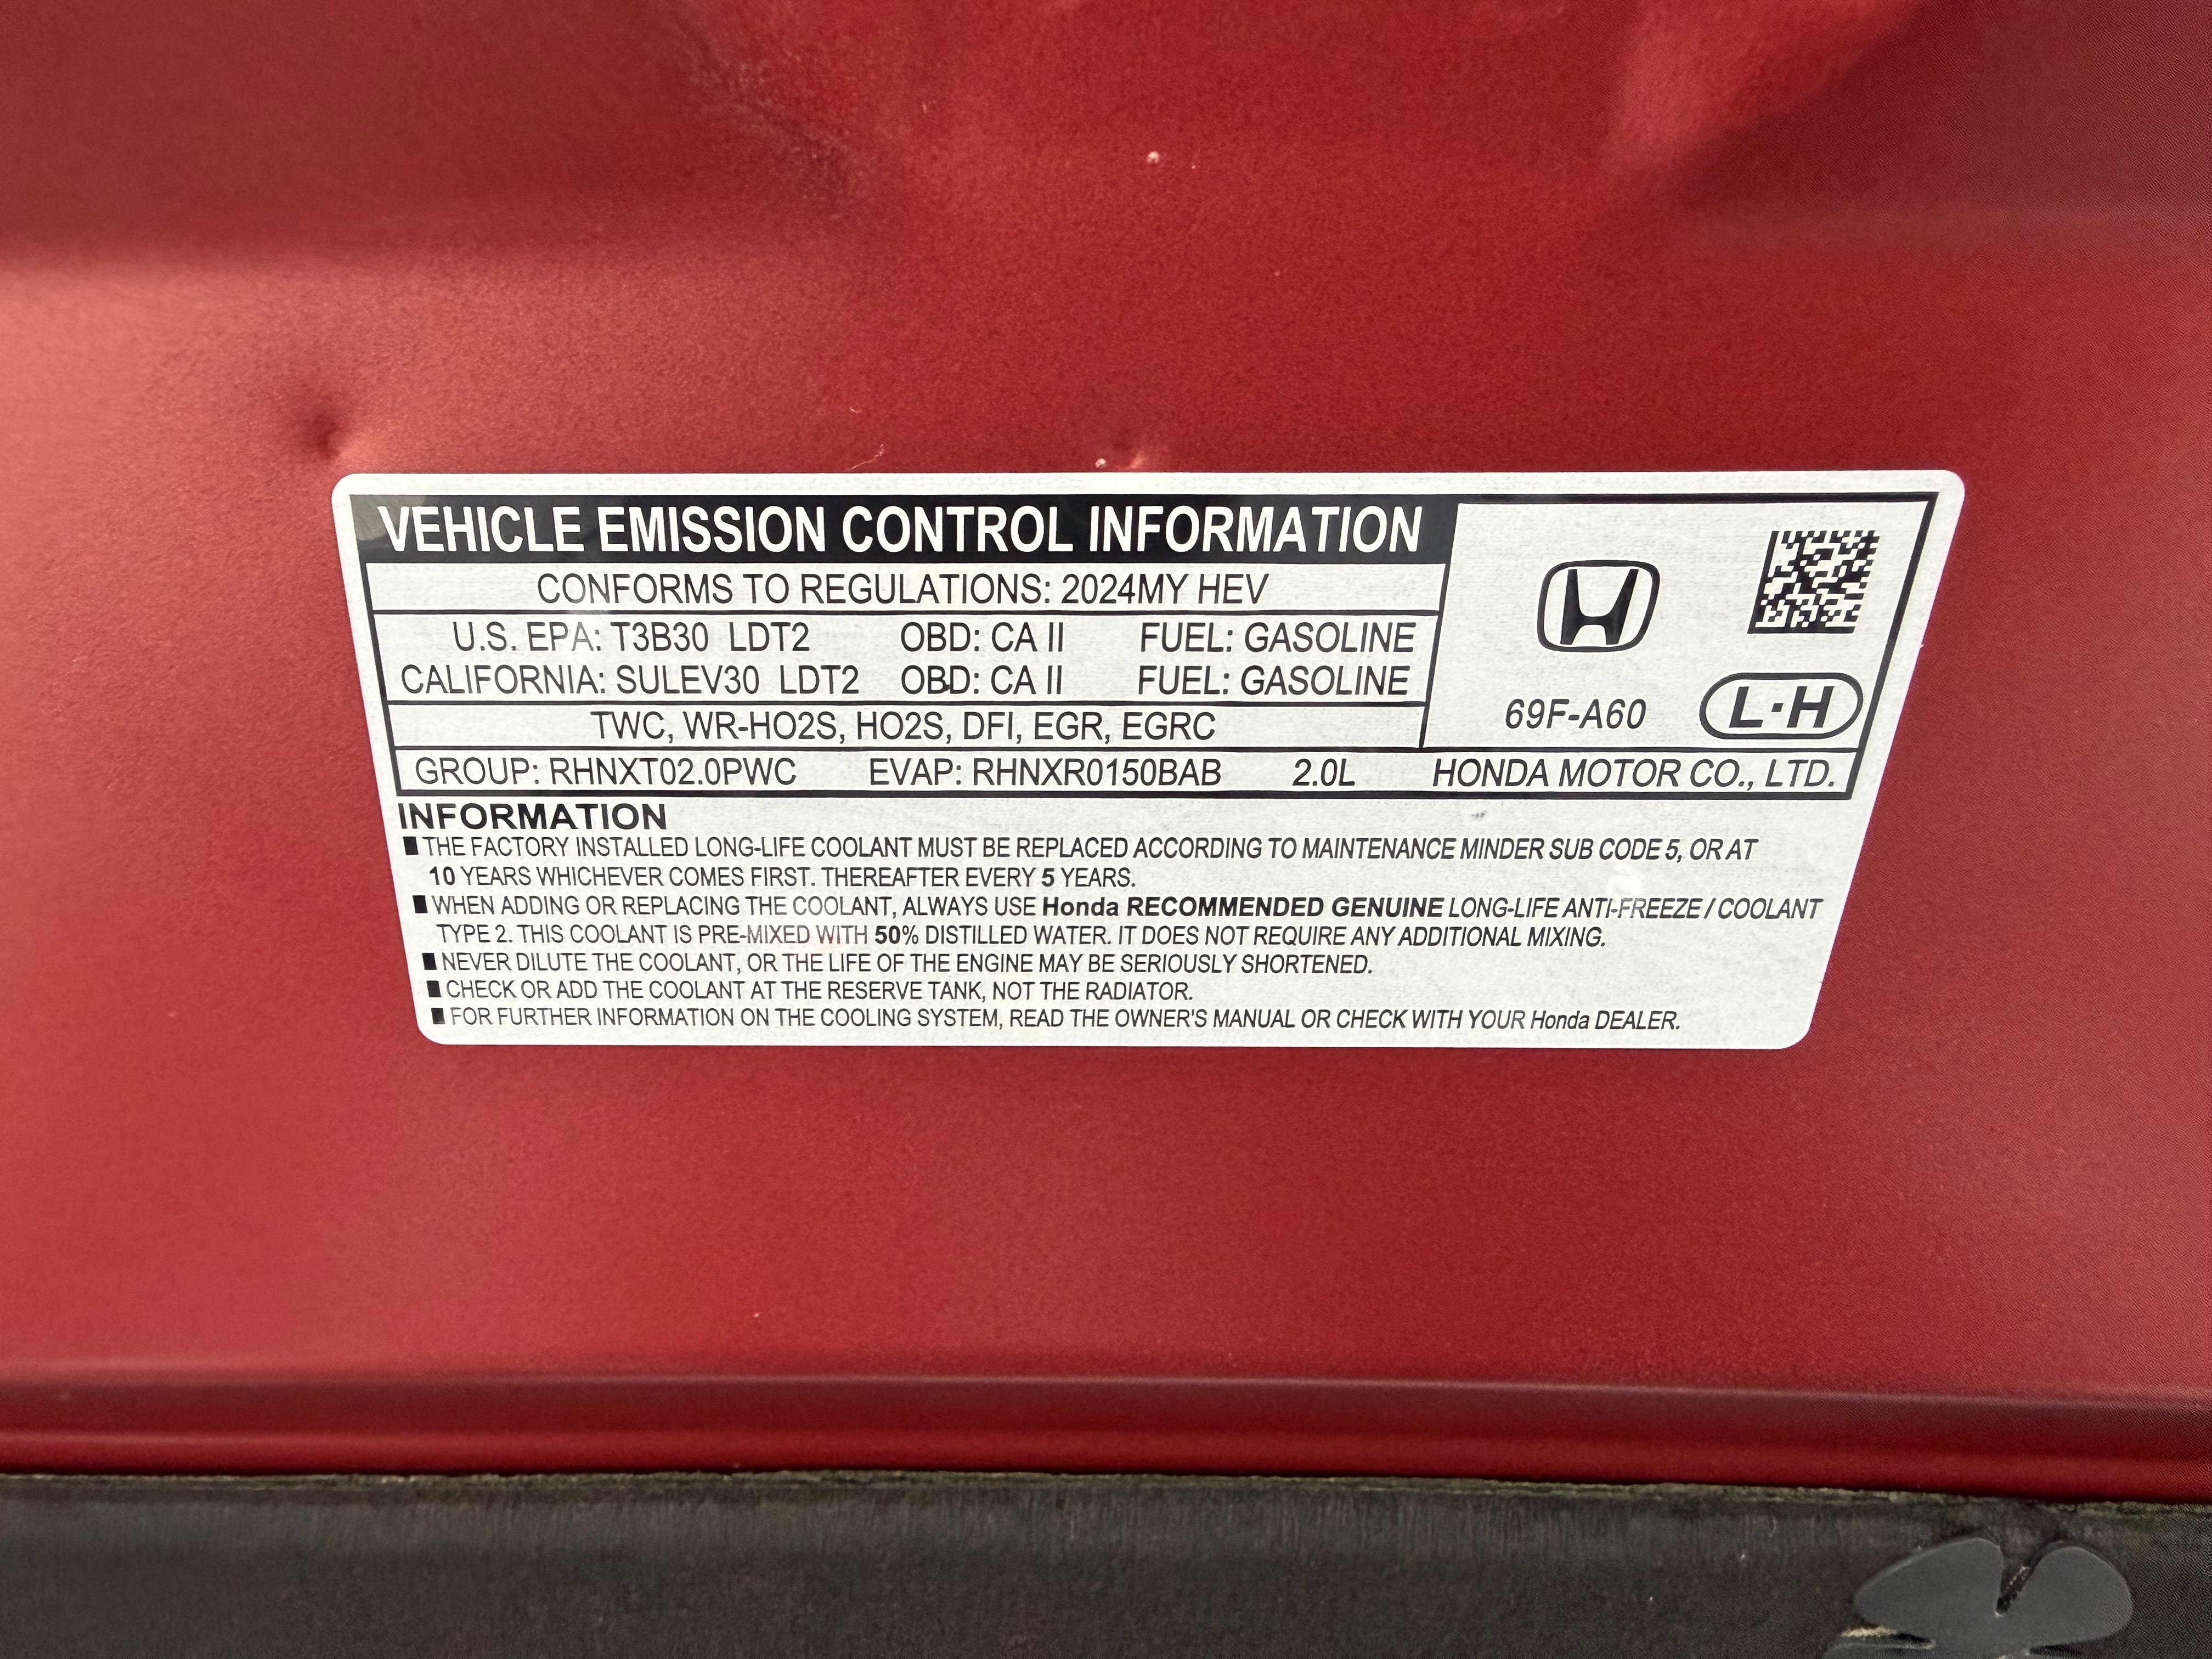 VEHICLE EMISSION CONTROL INFORMATION
CONFORMS TO REGULATIONS: 2024MY HEV
U.S. EPA: T3B30 LDT2 OBD: CA II FUEL: GASOLINE
CALIFORNIA: SULEV30 LDT2 OBD: CA II FUEL: GASOLINE
TWC, WR-HO2S, HO2S, DFI, EGR, EGRC
69F-A60 L·H
GROUP: RHNXT02.0PWC EVAP: RHNXR0150BAB 2.0L HONDA MOTOR CO., LTD.
INFORMATION
■ THE FACTORY INSTALLED LONG-LIFE COOLANT MUST BE REPLACED ACCORDING TO MAINTENANCE MINDER SUB CODE 5, OR AT
10 YEARS WHICHEVER COMES FIRST. THEREAFTER EVERY 5 YEARS.
■ WHEN ADDING OR REPLACING THE COOLANT, ALWAYS USE Honda RECOMMENDED GENUINE LONG-LIFE ANTI-FREEZE / COOLANT
TYPE 2. THIS COOLANT IS PRE-MIXED WITH 50% DISTILLED WATER. IT DOES NOT REQUIRE ANY ADDITIONAL MIXING.
■ NEVER DILUTE THE COOLANT, OR THE LIFE OF THE ENGINE MAY BE SERIOUSLY SHORTENED.
■ CHECK OR ADD THE COOLANT AT THE RESERVE TANK, NOT THE RADIATOR.
■ FOR FURTHER INFORMATION ON THE COOLING SYSTEM, READ THE OWNER'S MANUAL OR CHECK WITH YOUR Honda DEALER.